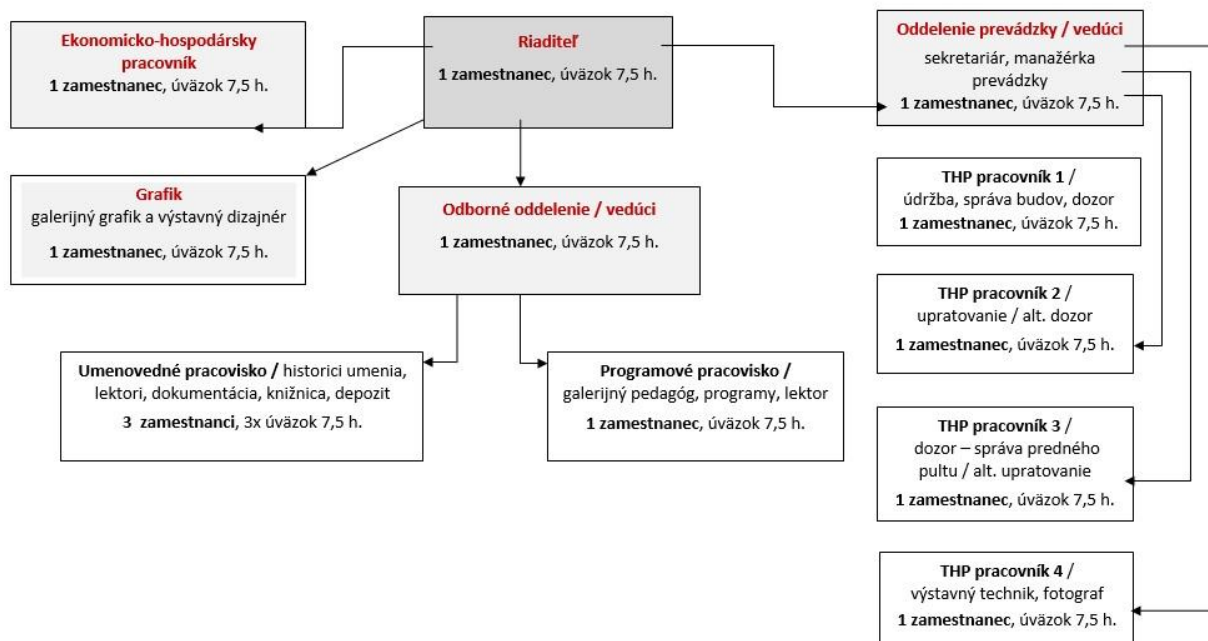 Ekonomicko-hospodársky
pracovník
1 zamestnanec, úväzok 7,5 h.
Riaditeľ
1 zamestnanec, úväzok 7,5 h.
Oddelenie prevádzky / vedúci
sekretariár, manažérka
prevádzky
1 zamestnanec, úväzok 7,5 h.
Grafik
galerijný grafik a výstavný dizajnér
1 zamestnanec, úväzok 7,5 h.
Odborné oddelenie / vedúci
1 zamestnanec, úväzok 7,5 h.
THP pracovník 1 /
údržba, správa budov, dozor
1 zamestnanec, úväzok 7,5 h.
THP pracovník 2 /
upratovanie / alt. dozor
1 zamestnanec, úväzok 7,5 h.
Umenovedné pracovisko / historici umenia,
lektori, dokumentácia, knižnica, depozit
3 zamestnanci, 3x úväzok 7,5 h.
Programové pracovisko /
galerijný pedagóg, programy, lektor
1 zamestnanec, úväzok 7,5 h.
THP pracovník 3 /
dozor – správa predného
pultu / alt. upratovanie
1 zamestnanec, úväzok 7,5 h.
THP pracovník 4 /
výstavný technik, fotograf
1 zamestnanec, úväzok 7,5 h.